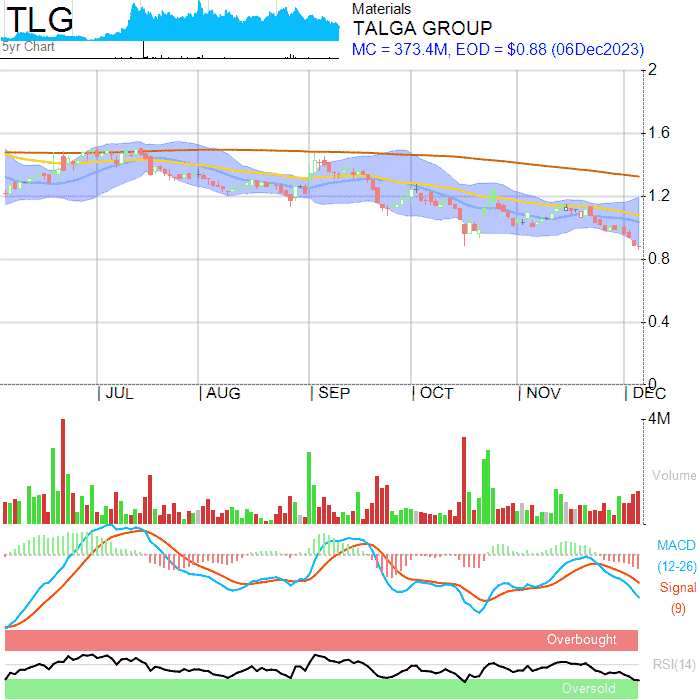 TLG
5yr Chart
Materials
TALGA GROUP
MC = 373.4M, EOD = $0.88 (06Dec2023)
2
1.6
1.2
0.8
0.4
0
JUL AUG SEP OCT NOV DEC
4M
Volume
MACD
(12-26)
Signal
(9)
Overbought
RSI(14)
Oversold